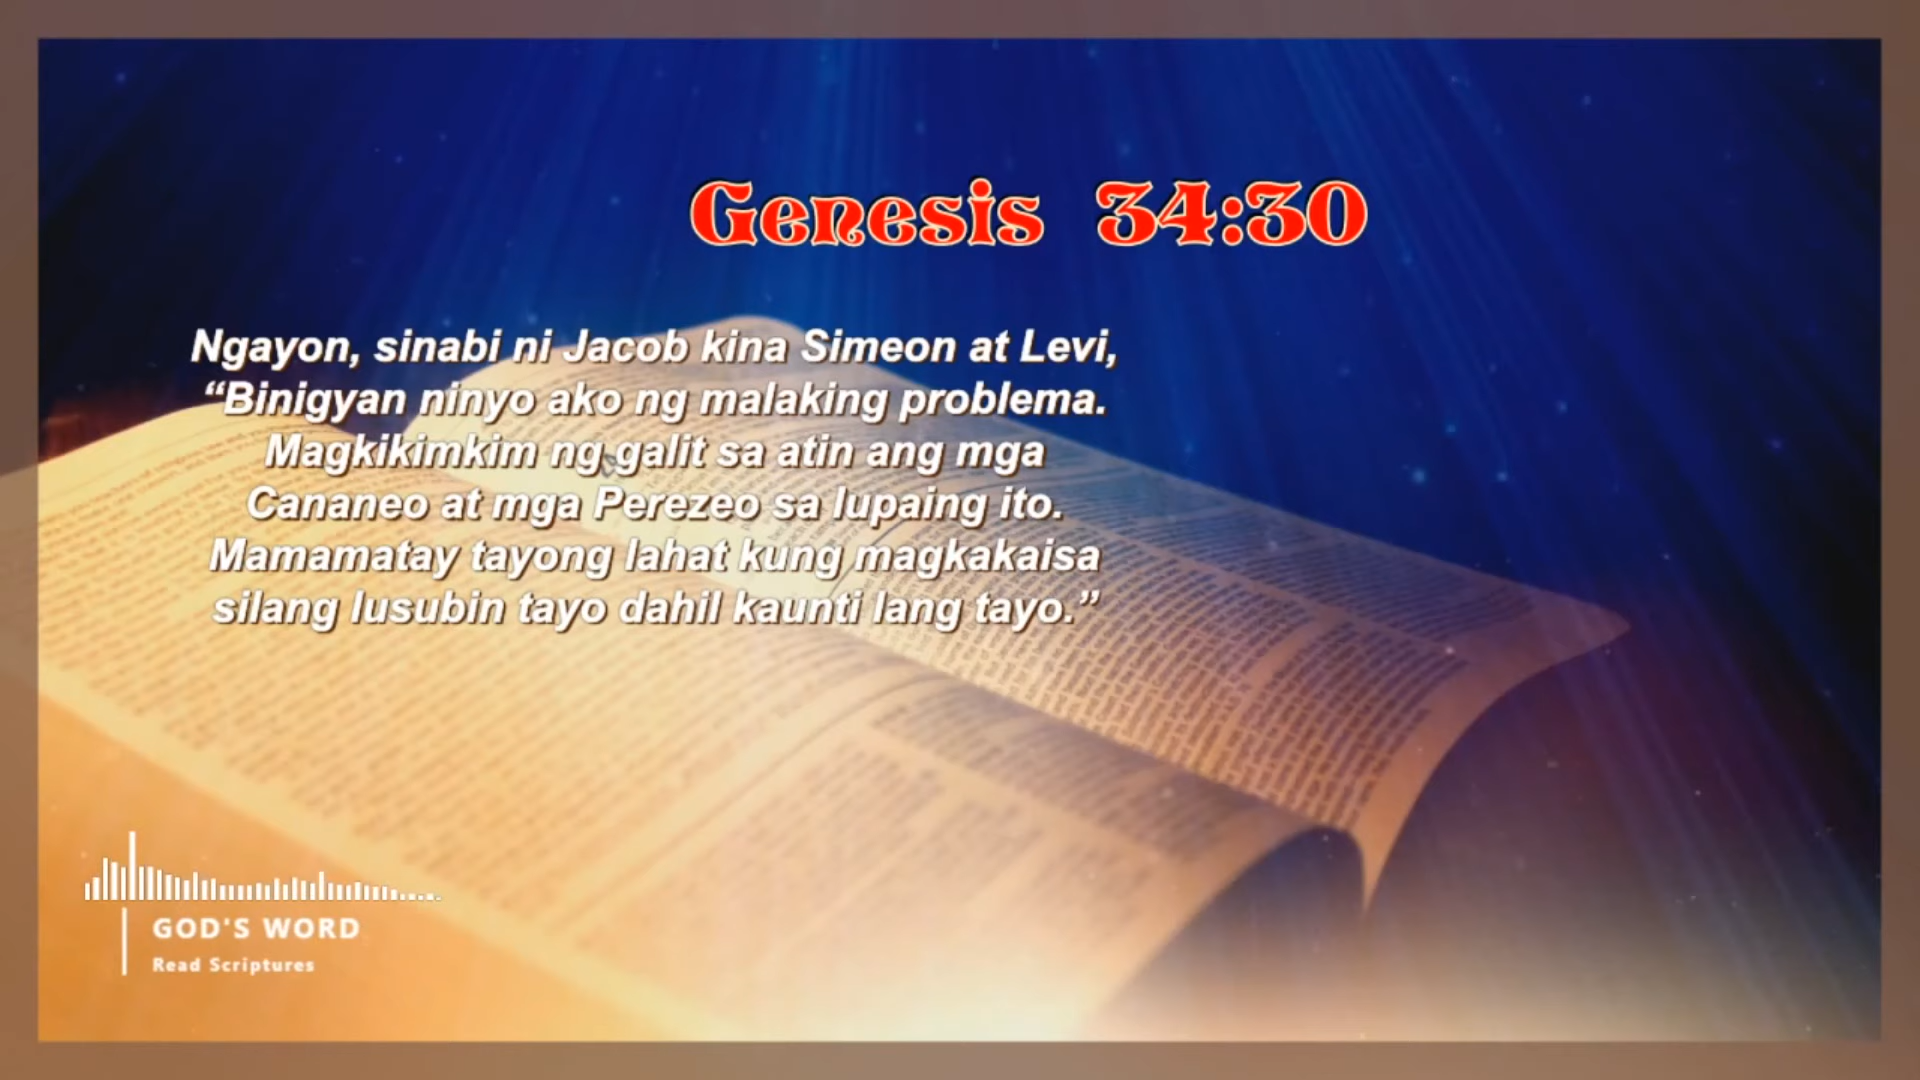 Genesis 34:30
Ngayon, sinabi ni Jacob kina Simeon at Levi,
“Binigyan ninyo ako ng malaking problema.
Magkikimkim ng galit sa atin ang mga
Cananeo at mga Perezeo sa lupaing ito.
Mamamatay tayong lahat kung magkakaisa
silang lusubin tayo dahil kaunti lang tayo.”
GOD'S WORD
Read Scriptures